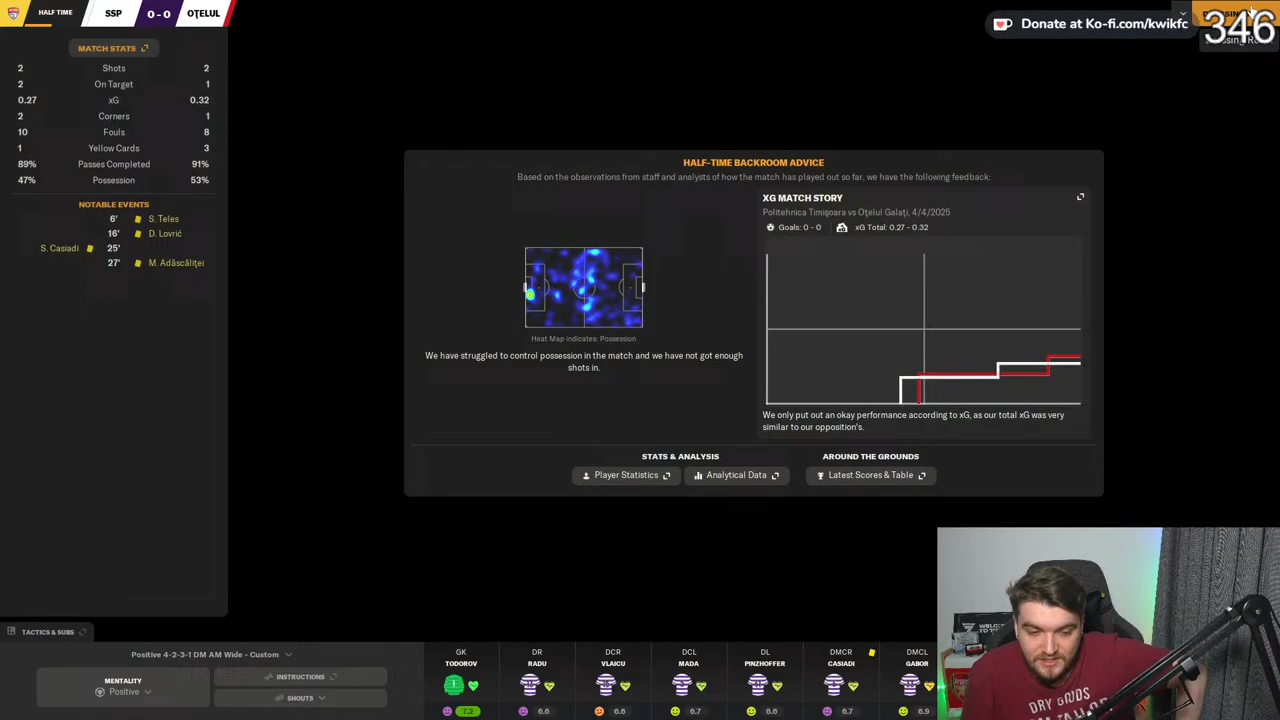 HALF TIME
SSP
0 - 0
OŢELUL
Donate at Ko-fi.com/kwikfc
346
MATCH STATS
2 Shots 2
2 On Target 1
0.27 xG 0.32
2 Corners 1
10 Fouls 8
1 Yellow Cards 3
89% Passes Completed 91%
47% Possession 53%
NOTABLE EVENTS
6' S. Teles
16' D. Lovrić
S. Casiadi 25'
27' M. Adăscăliţei
HALF-TIME BACKROOM ADVICE
Based on the observations from staff and analysts of how the match has played out so far, we have the following feedback:
Heat Map indicates: Possession
We have struggled to control possession in the match and we have not got enough
shots in.
XG MATCH STORY
Politehnica Timişoara vs Oţelul Galaţi, 4/4/2025
Goals: 0 - 0 xG Total: 0.27 - 0.32
We only put out an okay performance according to xG, as our total xG was very
similar to our opposition's.
STATS & ANALYSIS
Player Statistics
Analytical Data
AROUND THE GROUNDS
Latest Scores & Table
TACTICS & SUBS
Positive 4-2-3-1 DM AM Wide - Custom
MENTALITY
Positive
INSTRUCTIONS
SHOUTS
GK DR DCR DCL DL DMCR DMCL
TODOROV RADU VLAICU MADA PINZHOFFER CASIADI GABOR
7.2 6.6 6.6 6.7 6.6 6.7 6.9
DRY GOODS